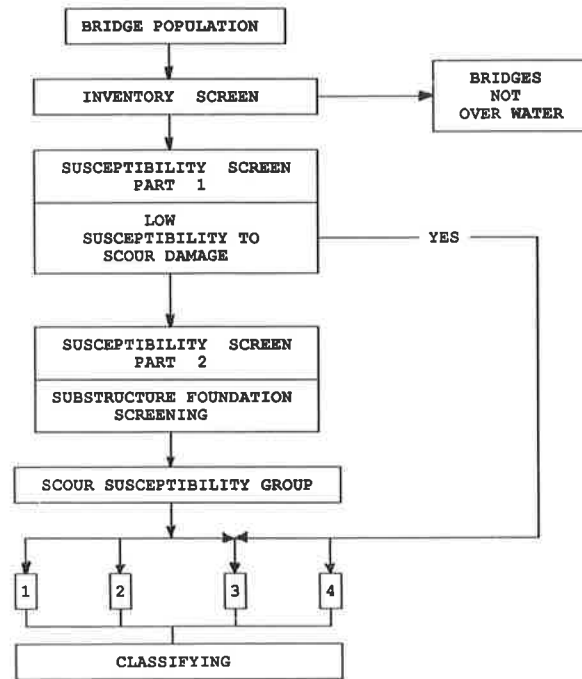 BRIDGE POPULATION
INVENTORY SCREEN
BRIDGES
NOT
OVER WATER
SUSCEPTIBILITY SCREEN
PART 1
LOW
SUSCEPTIBILITY TO
SCOUR DAMAGE
YES
SUSCEPTIBILITY SCREEN
PART 2
SUBSTRUCTURE FOUNDATION
SCREENING
SCOUR SUSCEPTIBILITY GROUP
1 2 3 4
CLASSIFYING